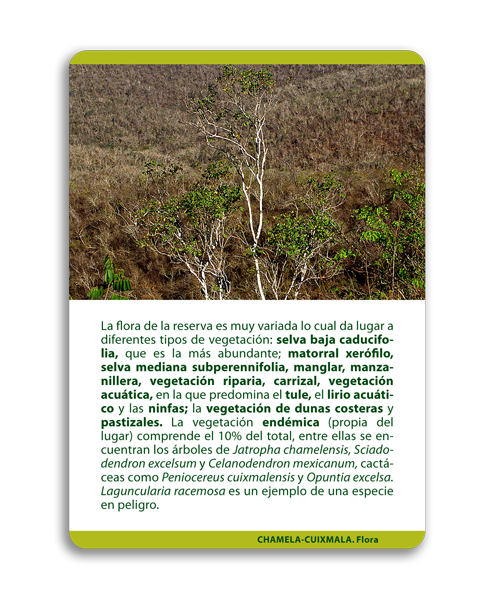 La flora de la reserva es muy variada lo cual da lugar a
diferentes tipos de vegetación: selva baja caducifo-
lia, que es la más abundante; matorral xerófilo,
selva mediana subperennifolia, manglar, manza-
nillera, vegetación riparia, carrizal, vegetación
acuática, en la que predomina el tule, el lirio acuáti-
co y las ninfas; la vegetación de dunas costeras y
pastizales. La vegetación endémica (propia del
lugar) comprende el 10% del total, entre ellas se en-
cuentran los árboles de Jatropha chamelensis, Sciado-
dendron excelsum y Celanodendron mexicanum, cactá-
ceas como Peniocereus cuixmalensis y Opuntia excelsa.
Laguncularia racemosa es un ejemplo de una especie
en peligro.
CHAMELA-CUIXMALA. Flora